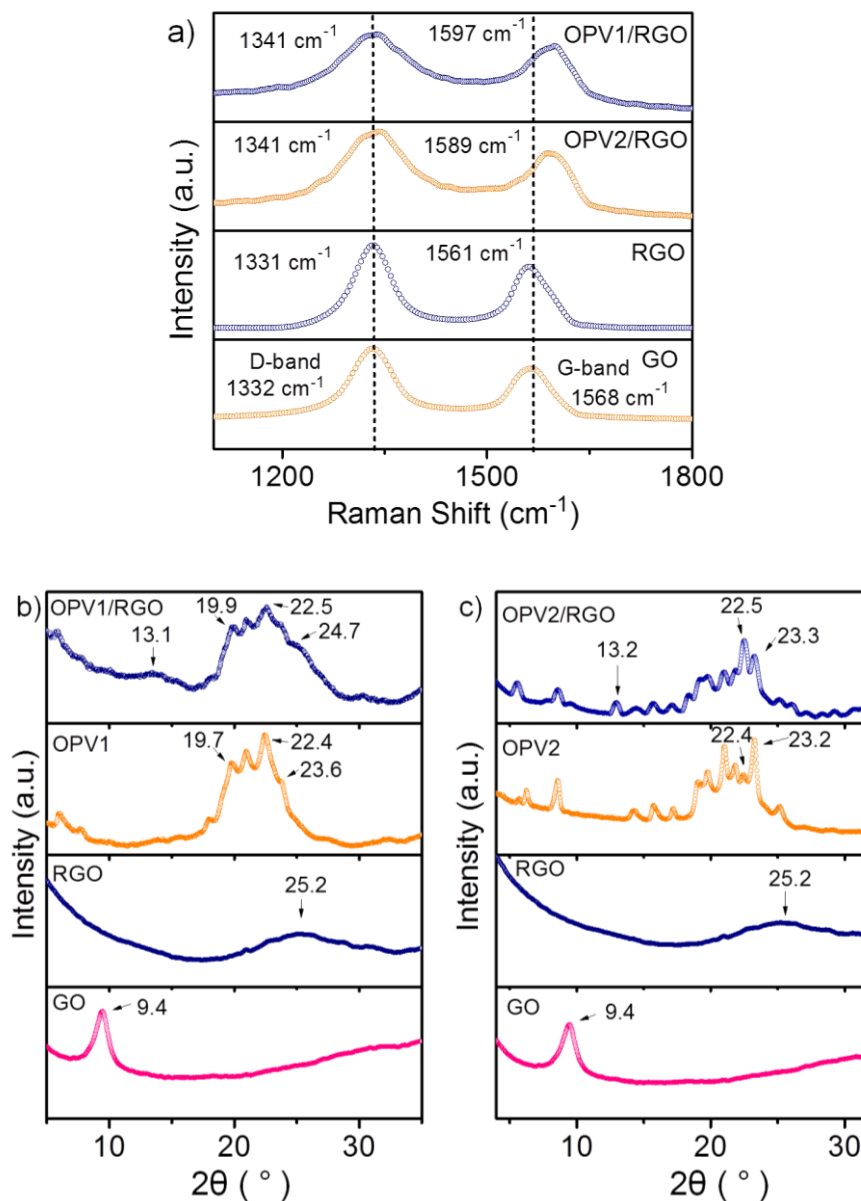 a)
1341 cm⁻¹
1597 cm⁻¹
OPV1/RGO
1341 cm⁻¹
1589 cm⁻¹
OPV2/RGO
1331 cm⁻¹
1561 cm⁻¹
RGO
D-band
1332 cm⁻¹
G-band
1568 cm⁻¹
GO
Intensity (a.u.)
1200 1500 1800
Raman Shift (cm⁻¹)
b)
OPV1/RGO
13.1
19.9
22.5
24.7
OPV1
19.7
22.4
23.6
RGO
25.2
GO
9.4
Intensity (a.u.)
10 20 30
2θ ( ° )
c)
OPV2/RGO
13.2
22.5
23.3
OPV2
22.4
23.2
RGO
25.2
GO
9.4
Intensity (a.u.)
10 20 30
2θ ( ° )